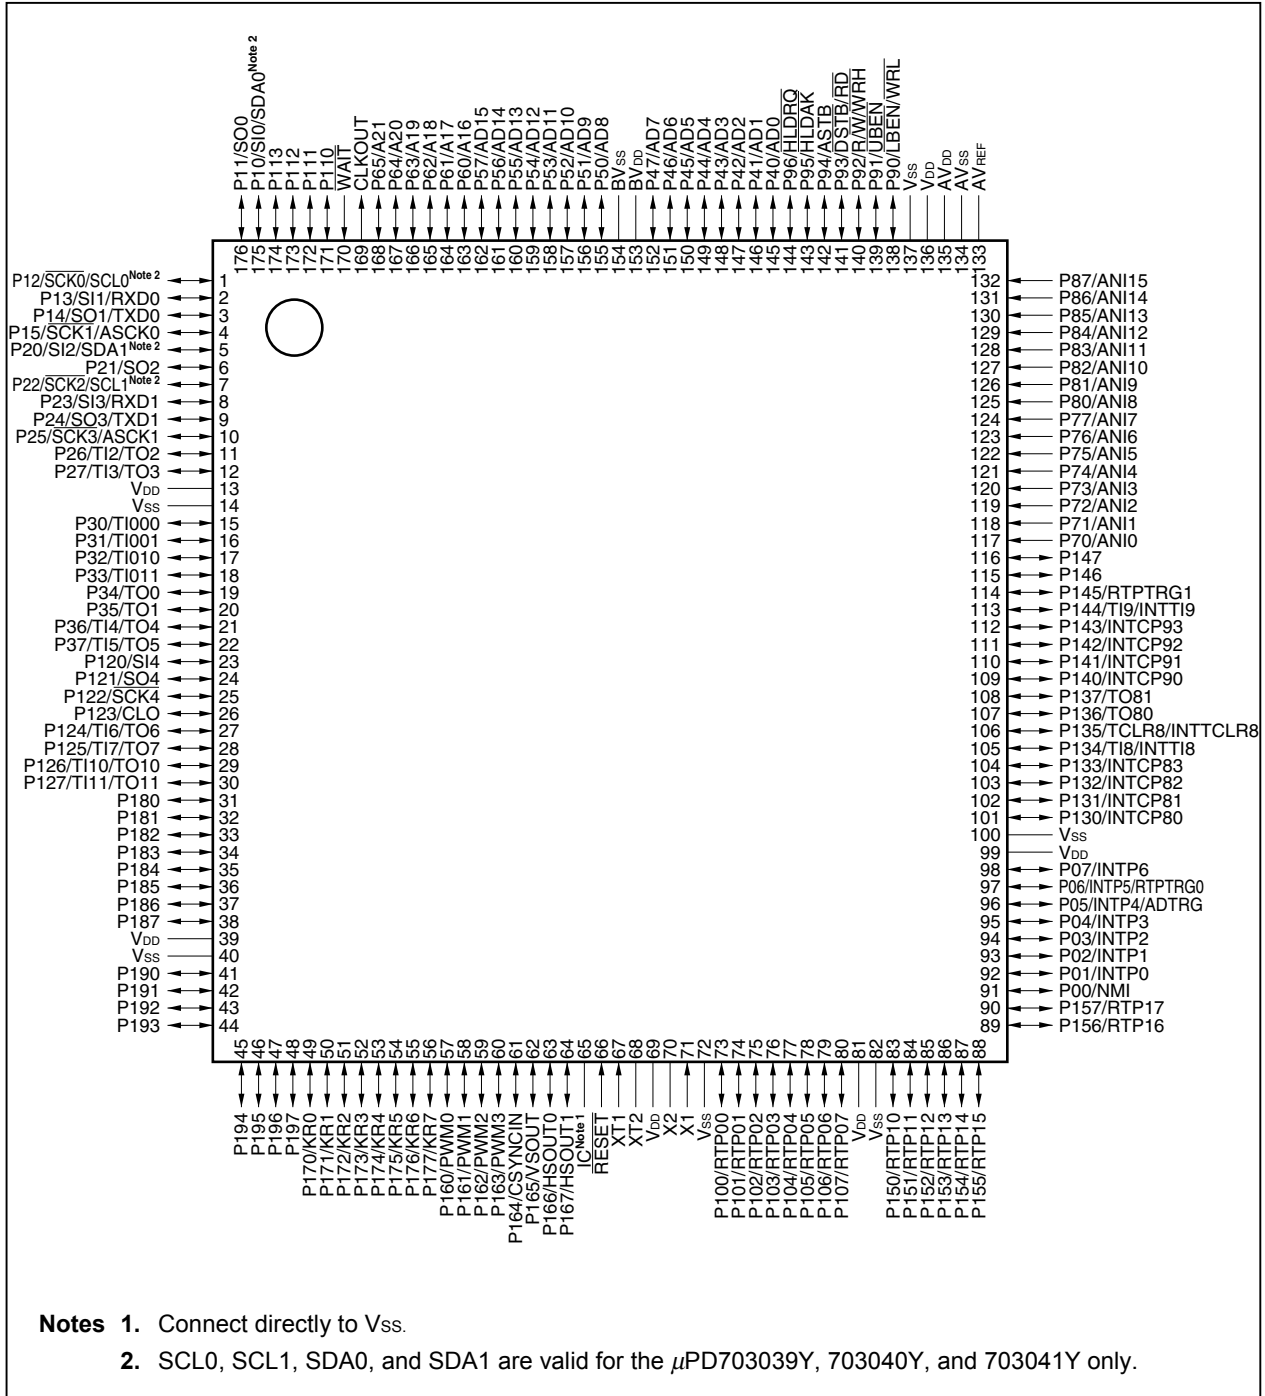 P11/SO0
P10/SI0/SDA0Note 2
P113
P112
P111
P110
WAIT
CLKOUT
P65/A21
P64/A20
P63/A19
P62/A18
P61/A17
P60/A16
P57/AD15
P56/AD14
P55/AD13
P54/AD12
P53/AD11
P52/AD10
P51/AD9
P50/AD8
BVSS
BVDD
P47/AD7
P46/AD6
P45/AD5
P44/AD4
P43/AD3
P42/AD2
P41/AD1
P40/AD0
P96/HLDRQ
P95/HLDAK
P94/ASTB
P93/DSTB/RD
P92/R/W/WRH
P91/UBEN
P90/LBEN/WRL
VSS
VDD
AVDD
AVSS
AVREF
176
175
174
173
172
171
170
169
168
167
166
165
164
163
162
161
160
159
158
157
156
155
154
153
152
151
150
149
148
147
146
145
144
143
142
141
140
139
138
137
136
135
134
133
P12/SCK0/SCL0Note 2 1
P13/SI1/RXD0 2
P14/SO1/TXD0 3
P15/SCK1/ASCK0 4
P20/SI2/SDA1Note 2 5
P21/SO2 6
P22/SCK2/SCL1Note 2 7
P23/SI3/RXD1 8
P24/SO3/TXD1 9
P25/SCK3/ASCK1 10
P26/TI2/TO2 11
P27/TI3/TO3 12
VDD 13
VSS 14
P30/TI000 15
P31/TI001 16
P32/TI010 17
P33/TI011 18
P34/TO0 19
P35/TO1 20
P36/TI4/TO4 21
P37/TI5/TO5 22
P120/SI4 23
P121/SO4 24
P122/SCK4 25
P123/CLO 26
P124/TI6/TO6 27
P125/TI7/TO7 28
P126/TI10/TO10 29
P127/TI11/TO11 30
P180 31
P181 32
P182 33
P183 34
P184 35
P185 36
P186 37
P187 38
VDD 39
VSS 40
P190 41
P191 42
P192 43
P193 44
132 P87/ANI15
131 P86/ANI14
130 P85/ANI13
129 P84/ANI12
128 P83/ANI11
127 P82/ANI10
126 P81/ANI9
125 P80/ANI8
124 P77/ANI7
123 P76/ANI6
122 P75/ANI5
121 P74/ANI4
120 P73/ANI3
119 P72/ANI2
118 P71/ANI1
117 P70/ANI0
116 P147
115 P146
114 P145/RTPTRG1
113 P144/TI9/INTTI9
112 P143/INTCP93
111 P142/INTCP92
110 P141/INTCP91
109 P140/INTCP90
108 P137/TO81
107 P136/TO80
106 P135/TCLR8/INTTCLR8
105 P134/TI8/INTTI8
104 P133/INTCP83
103 P132/INTCP82
102 P131/INTCP81
101 P130/INTCP80
100 VSS
99 VDD
98 P07/INTP6
97 P06/INTP5/RTPTRG0
96 P05/INTP4/ADTRG
95 P04/INTP3
94 P03/INTP2
93 P02/INTP1
92 P01/INTP0
91 P00/NMI
90 P157/RTP17
89 P156/RTP16
45
46
47
48
49
50
51
52
53
54
55
56
57
58
59
60
61
62
63
64
65
66
67
68
69
70
71
72
73
74
75
76
77
78
79
80
81
82
83
84
85
86
87
88
P194
P195
P196
P197
P170/KR0
P171/KR1
P172/KR2
P173/KR3
P174/KR4
P175/KR5
P176/KR6
P177/KR7
P160/PWM0
P161/PWM1
P162/PWM2
P163/PWM3
P164/CSYNCIN
P165/VSOUT
P166/HSOUT0
P167/HSOUT1
ICNote 1
RESET
XT1
XT2
VDD
X2
X1
VSS
P100/RTP00
P101/RTP01
P102/RTP02
P103/RTP03
P104/RTP04
P105/RTP05
P106/RTP06
P107/RTP07
VDD
VSS
P150/RTP10
P151/RTP11
P152/RTP12
P153/RTP13
P154/RTP14
P155/RTP15
Notes 1. Connect directly to VSS.
2. SCL0, SCL1, SDA0, and SDA1 are valid for the μPD703039Y, 703040Y, and 703041Y only.